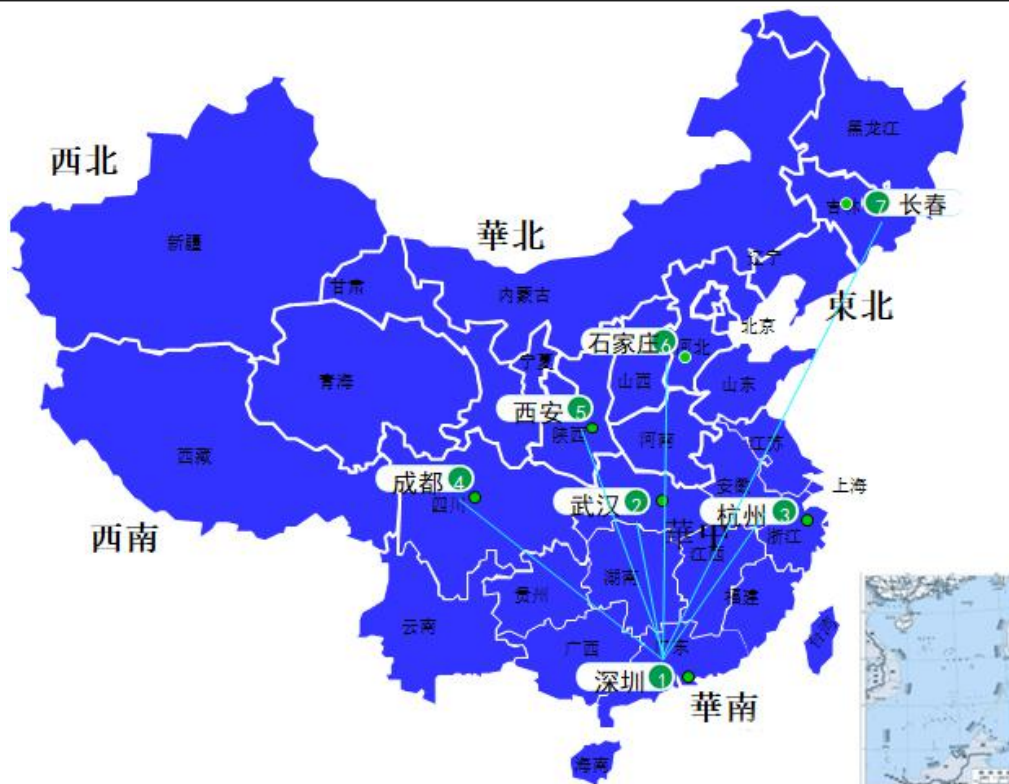 黑龙江
西北
吉林
7 长春
華北
新疆
辽宁
甘肃
内蒙古
東北
北京
石家庄 6
河北
宁夏
山西
山东
青海
西安 5
陕西
河南
江苏
西藏
成都 4
四川
安徽
上海
武汉 2
杭州 3
西南
華中
浙江
江西
湖南
贵州
福建
云南
台湾
广西
广东
深圳 1
華南
海南